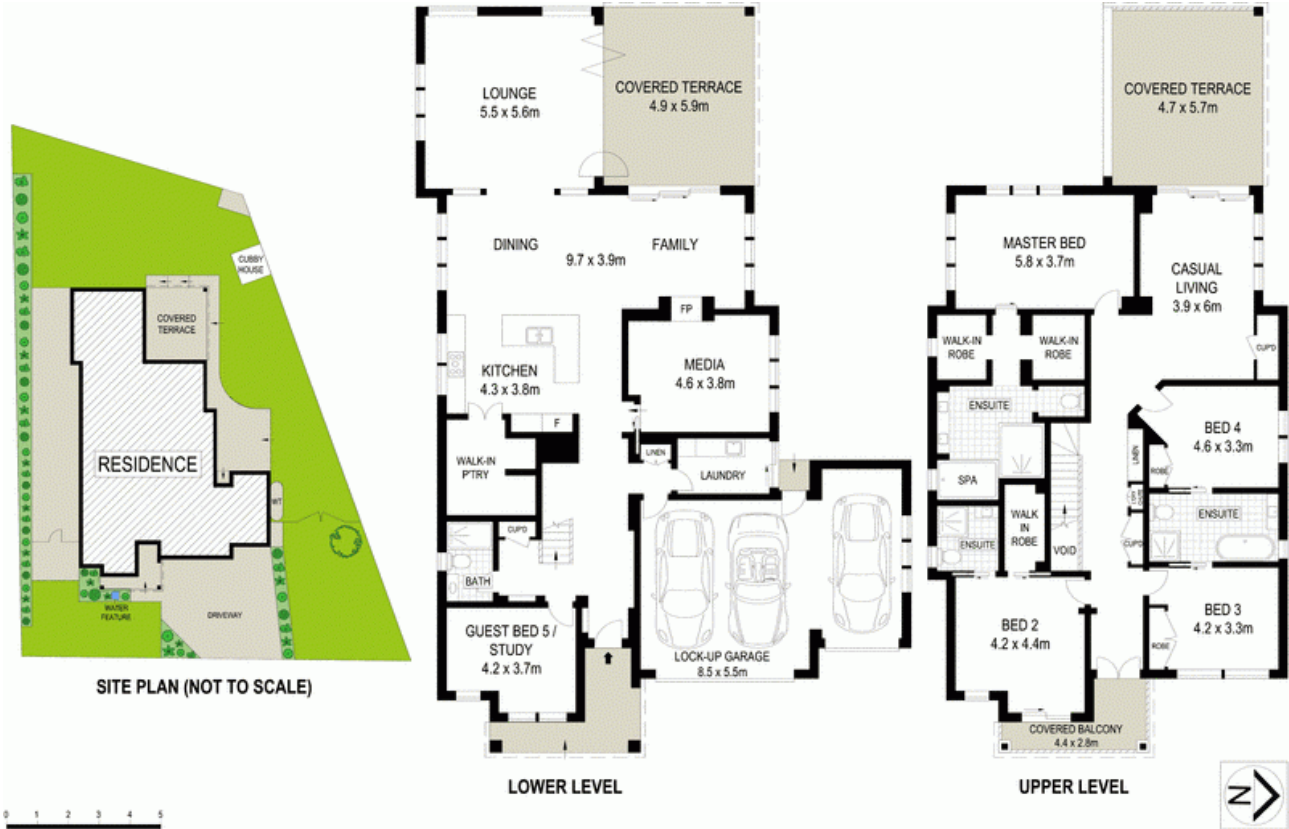 CUBBY
HOUSE
COVERED
TERRACE
RESIDENCE
WT
WATER
FEATURE
DRIVEWAY
SITE PLAN (NOT TO SCALE)
0 1 2 3 4 5
LOUNGE
5.5 x 5.6m
COVERED TERRACE
4.9 x 5.9m
DINING
FAMILY
9.7 x 3.9m
FP
KITCHEN
4.3 x 3.8m
MEDIA
4.6 x 3.8m
F
WALK-IN
P'TRY
LINEN
LAUNDRY
CUP'D
BATH
GUEST BED 5 /
STUDY
4.2 x 3.7m
LOCK-UP GARAGE
8.5 x 5.5m
LOWER LEVEL
COVERED TERRACE
4.7 x 5.7m
MASTER BED
5.8 x 3.7m
CASUAL
LIVING
3.9 x 6m
WALK-IN
ROBE
WALK-IN
ROBE
CUP'D
ENSUITE
BED 4
4.6 x 3.3m
LINEN
ROBE
SPA
WALK
IN
ROBE
ENSUITE
ENSUITE
VOID
CUP'D
BED 2
4.2 x 4.4m
BED 3
4.2 x 3.3m
ROBE
COVERED BALCONY
4.4 x 2.8m
UPPER LEVEL
N